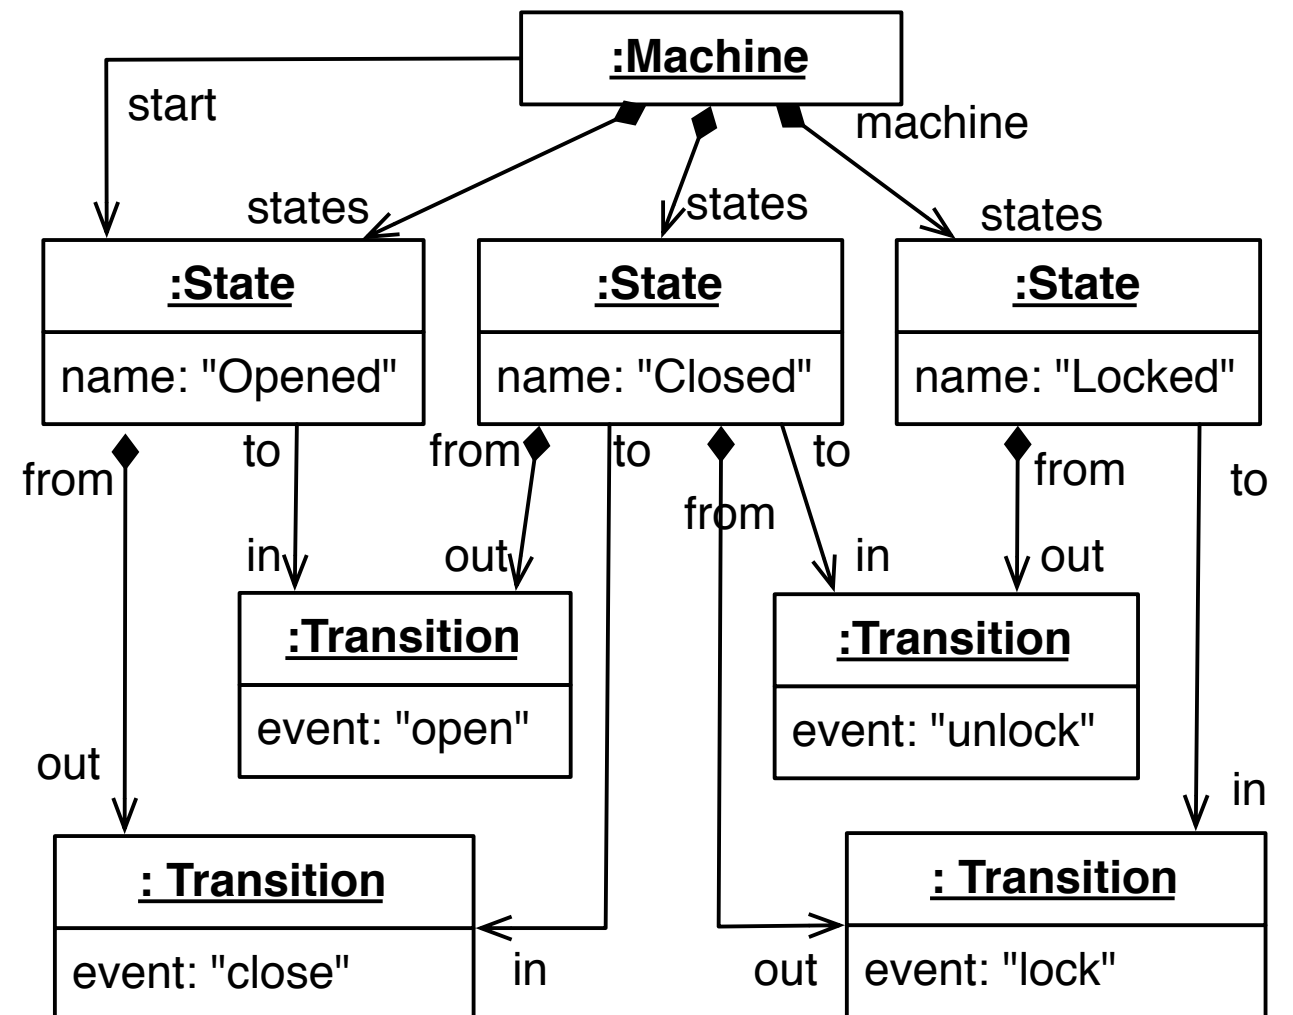 :Machine
start
machine
states
states
states
:State
:State
:State
name: "Opened"
name: "Closed"
name: "Locked"
from
to
from
to
from
to
from
to
in
out
in
out
:Transition
:Transition
event: "open"
event: "unlock"
out
in
: Transition
: Transition
event: "close"
in
out
event: "lock"